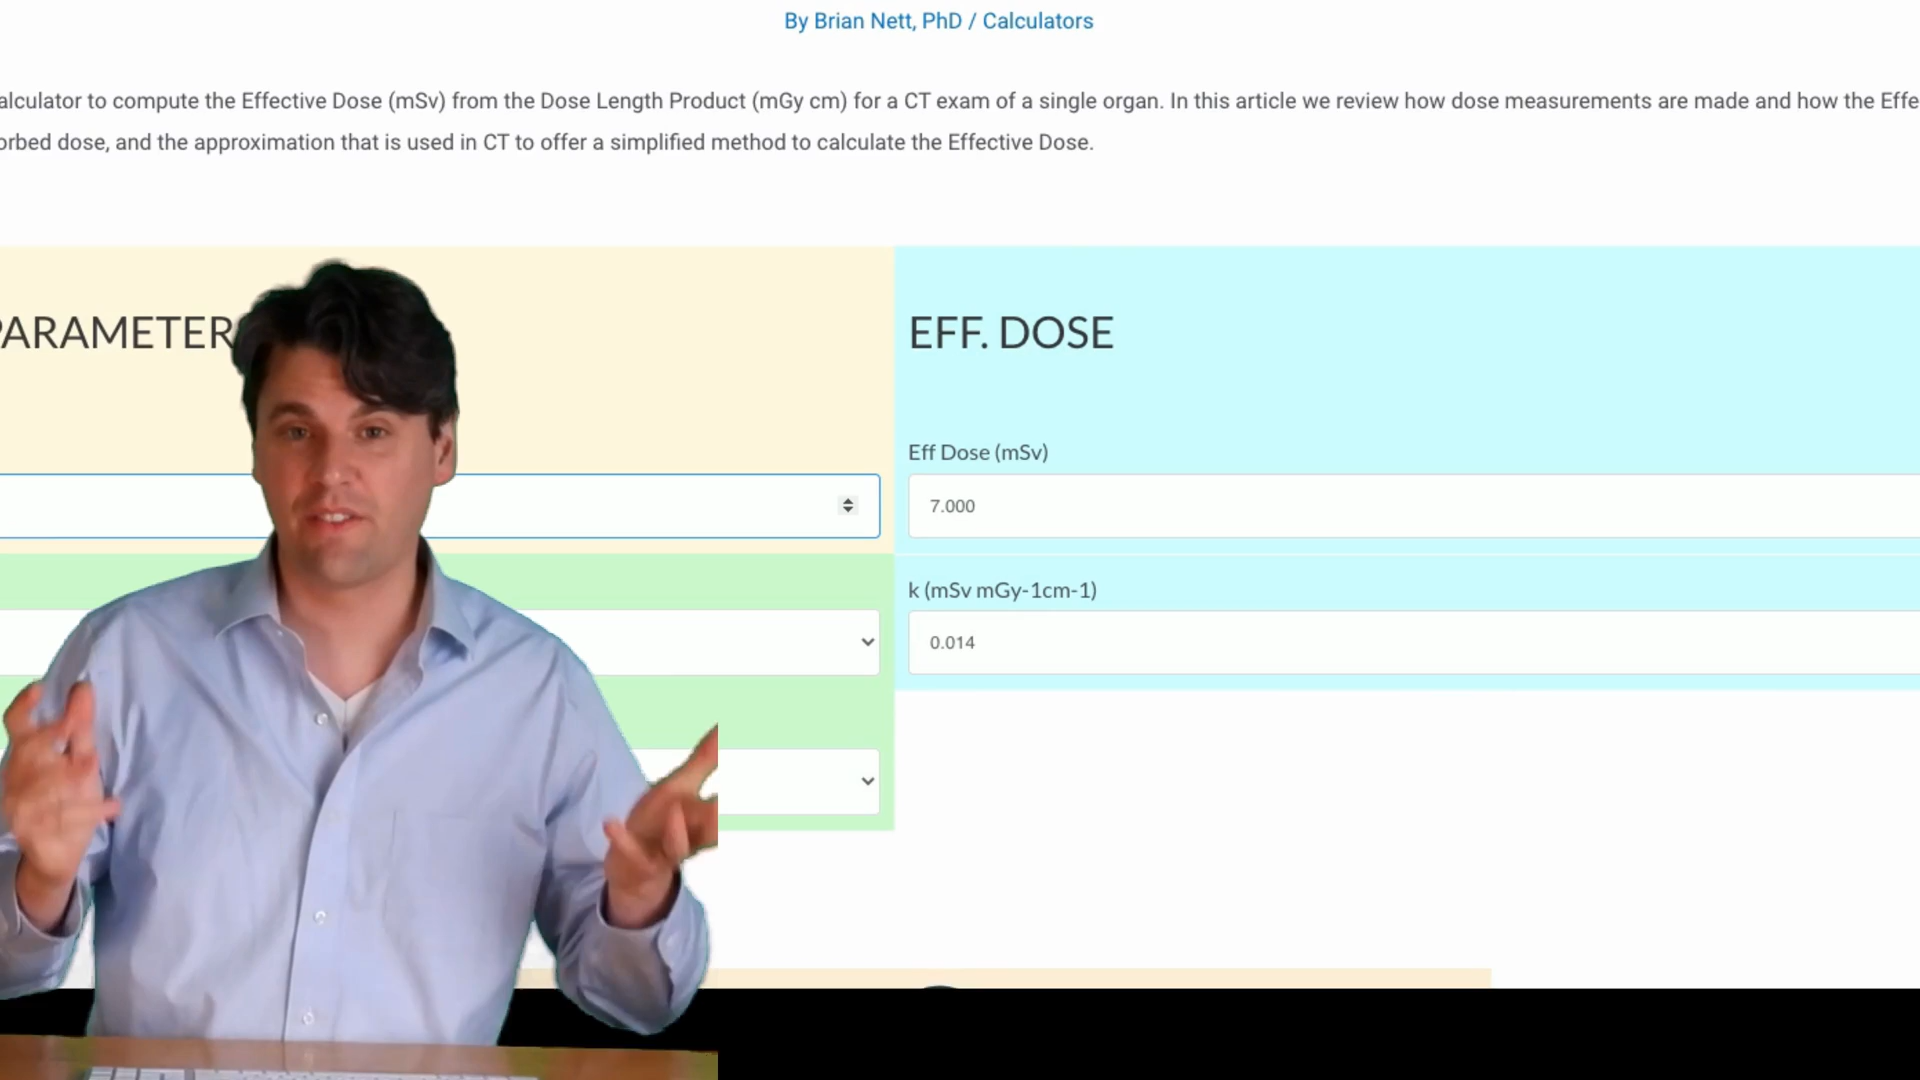 By Brian Nett, PhD / Calculators
alculator to compute the Effective Dose (mSv) from the Dose Length Product (mGy cm) for a CT exam of a single organ. In this article we review how dose measurements are made and how the Effe
orbed dose, and the approximation that is used in CT to offer a simplified method to calculate the Effective Dose.
PARAMETER
EFF. DOSE
Eff Dose (mSv)
7.000
k (mSv mGy-1cm-1)
0.014